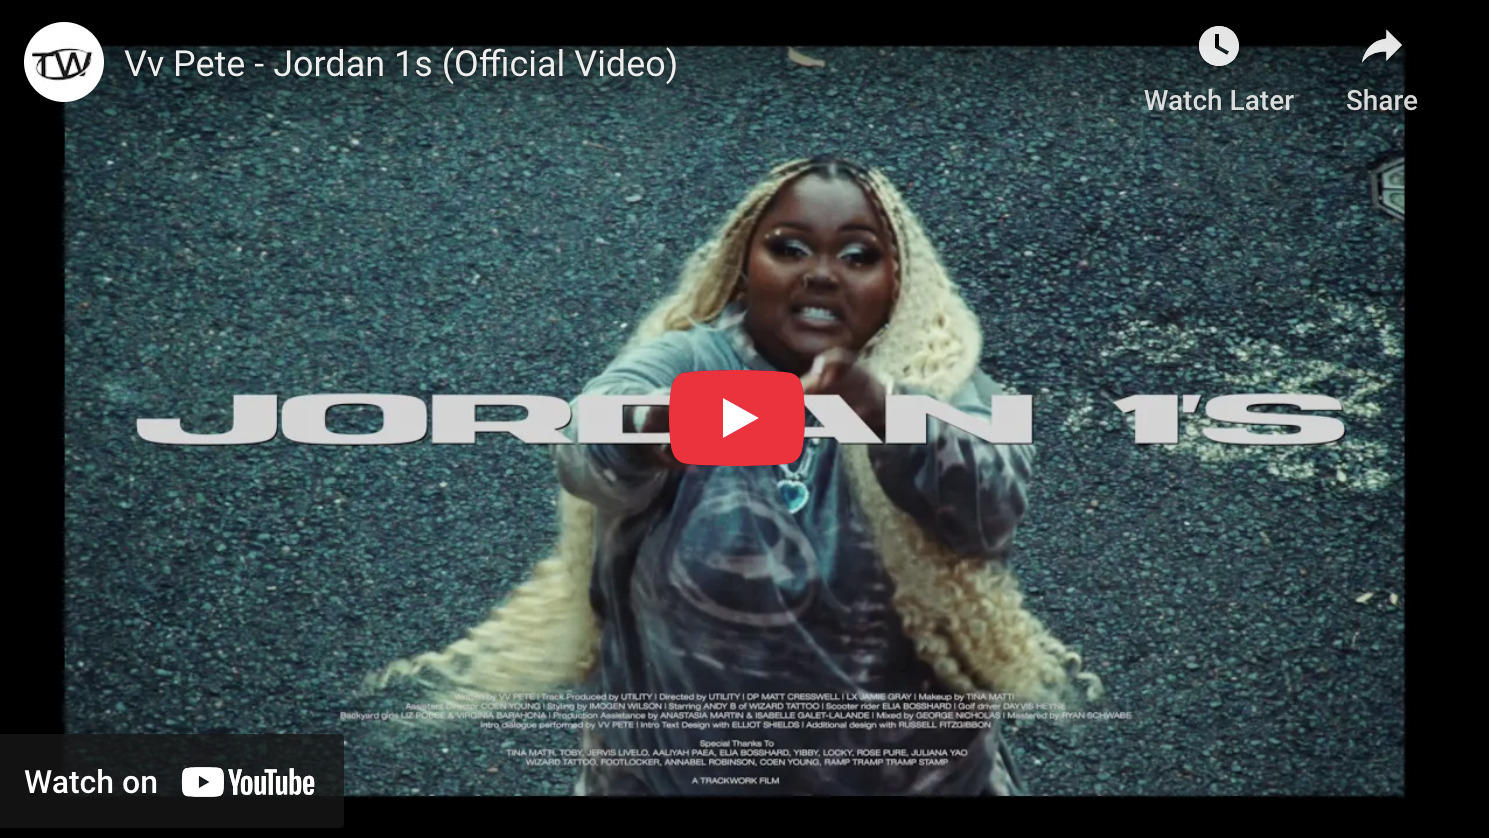 TW
Vv Pete - Jordan 1s (Official Video)
Watch Later
Share
JORDAN 1'S
Written by VV PETE | Track Produced by UTILITY | Directed by UTILITY | DP MATT CRESSWELL | LX JAMIE GRAY | Makeup by TINA MATTI
Assistant Director COEN YOUNG | Styling by IMOGEN WILSON | Starring ANDY B of WIZARD TATTOO | Scooter rider ELIA BOSSHARD | Golf driver DAYVIS HEYNE
Backyard girls LIZ & VIRGINIA BARAHONA | Production Assistance by ANASTASIA MARTIN & ISABELLE GALET-LALANDE | Mixed by GEORGE NICHOLAS | Mastered by RYAN SCHWABE
Intro dialogue performed by VV PETE | Intro Text Design with ELLIOT SHIELDS | Additional design with RUSSELL FITZGIBBON
Special Thanks To
TINA MATTI, TOBY, JERVIS LIVELO, AALIYAH PAEA, ELIA BOSSHARD, YIBBY, LOCKY, ROSE PURE, JULIANA YAO
WIZARD TATTOO, FOOTLOCKER, ANNABEL ROBINSON, COEN YOUNG, RAMP TRAMP TRAMP STAMP
A TRACKWORK FILM
Watch on YouTube